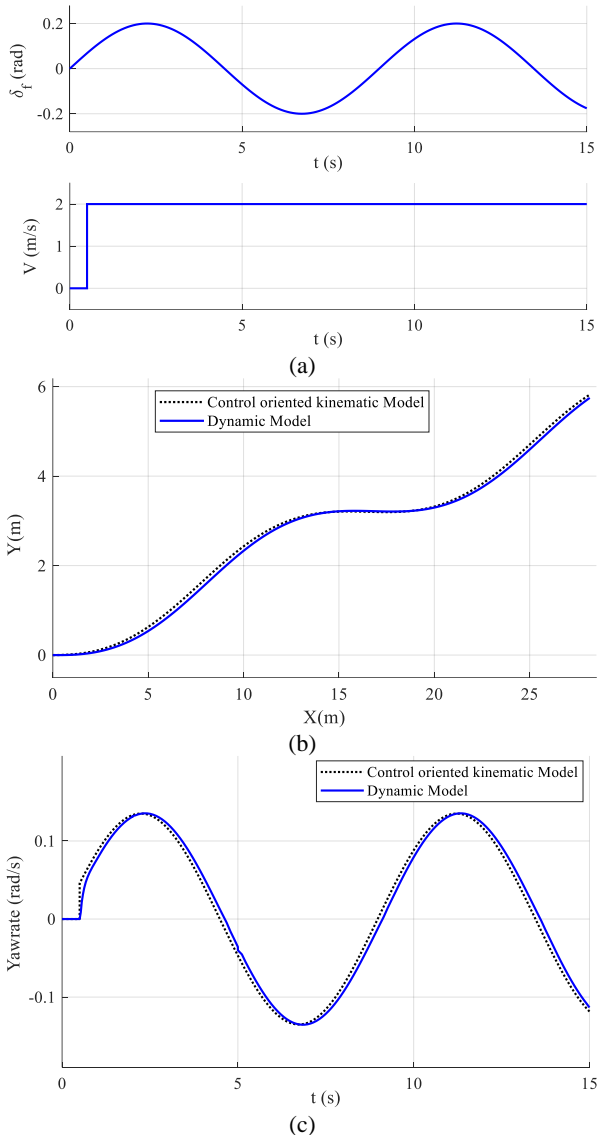 δf (rad)
0.2
0
-0.2
0 5 10 15
t (s)
V (m/s)
2
1
0
0 5 10 15
t (s)
(a)
Control oriented kinematic Model
Dynamic Model
Y(m)
6
4
2
0
0 5 10 15 20 25
X(m)
(b)
Control oriented kinematic Model
Dynamic Model
Yawrate (rad/s)
0.1
0
-0.1
0 5 10 15
t (s)
(c)